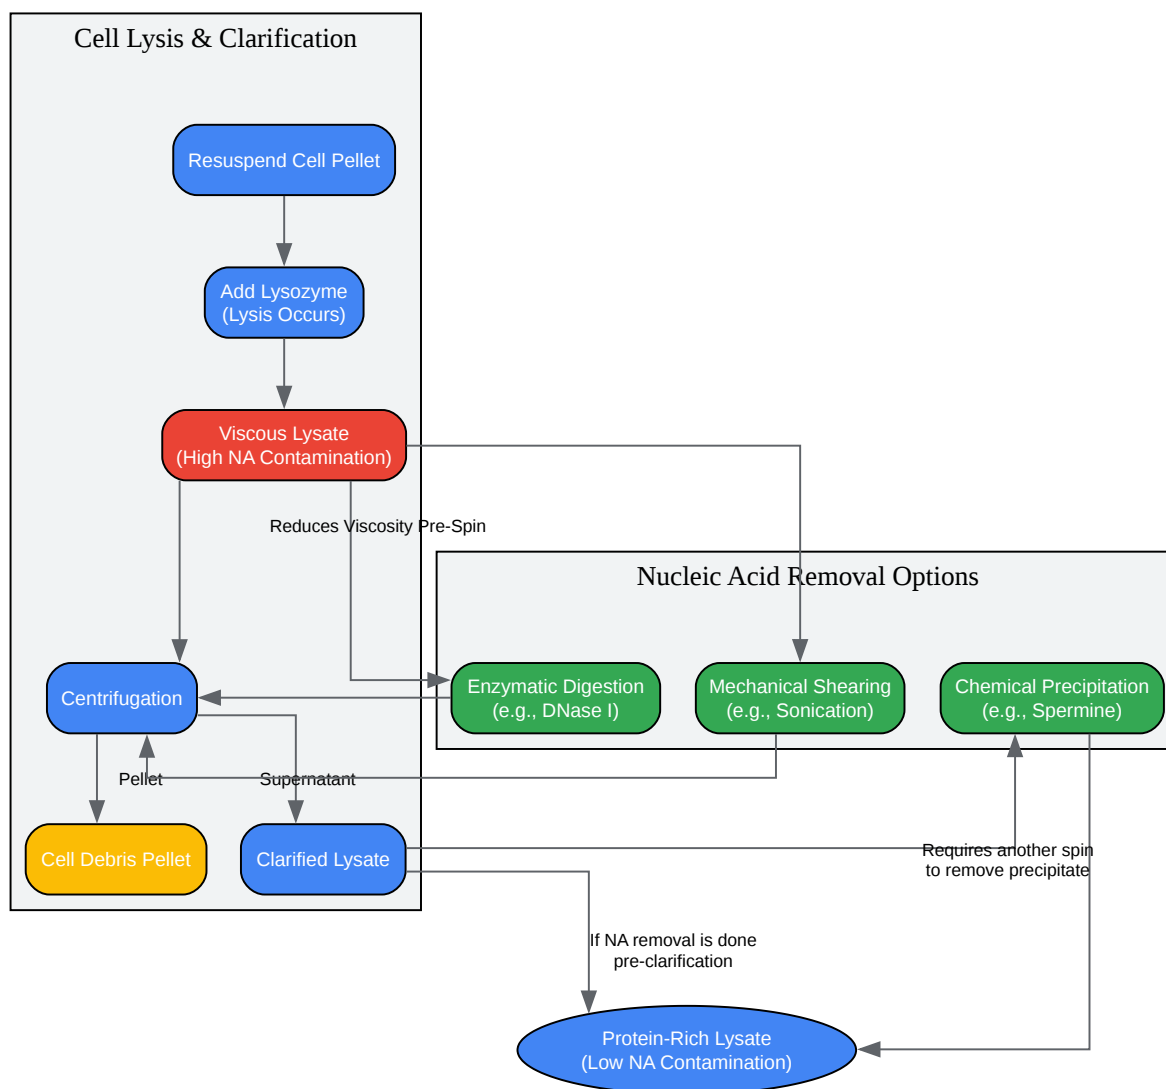 Cell Lysis & Clarification
Resuspend Cell Pellet
Add Lysozyme
(Lysis Occurs)
Viscous Lysate
(High NA Contamination)
Reduces Viscosity Pre-Spin
Nucleic Acid Removal Options
Centrifugation
Enzymatic Digestion
(e.g., DNase I)
Mechanical Shearing
(e.g., Sonication)
Chemical Precipitation
(e.g., Spermine)
Pellet
Supernatant
Cell Debris Pellet
Clarified Lysate
Requires another spin
to remove precipitate
If NA removal is done
pre-clarification
Protein-Rich Lysate
(Low NA Contamination)